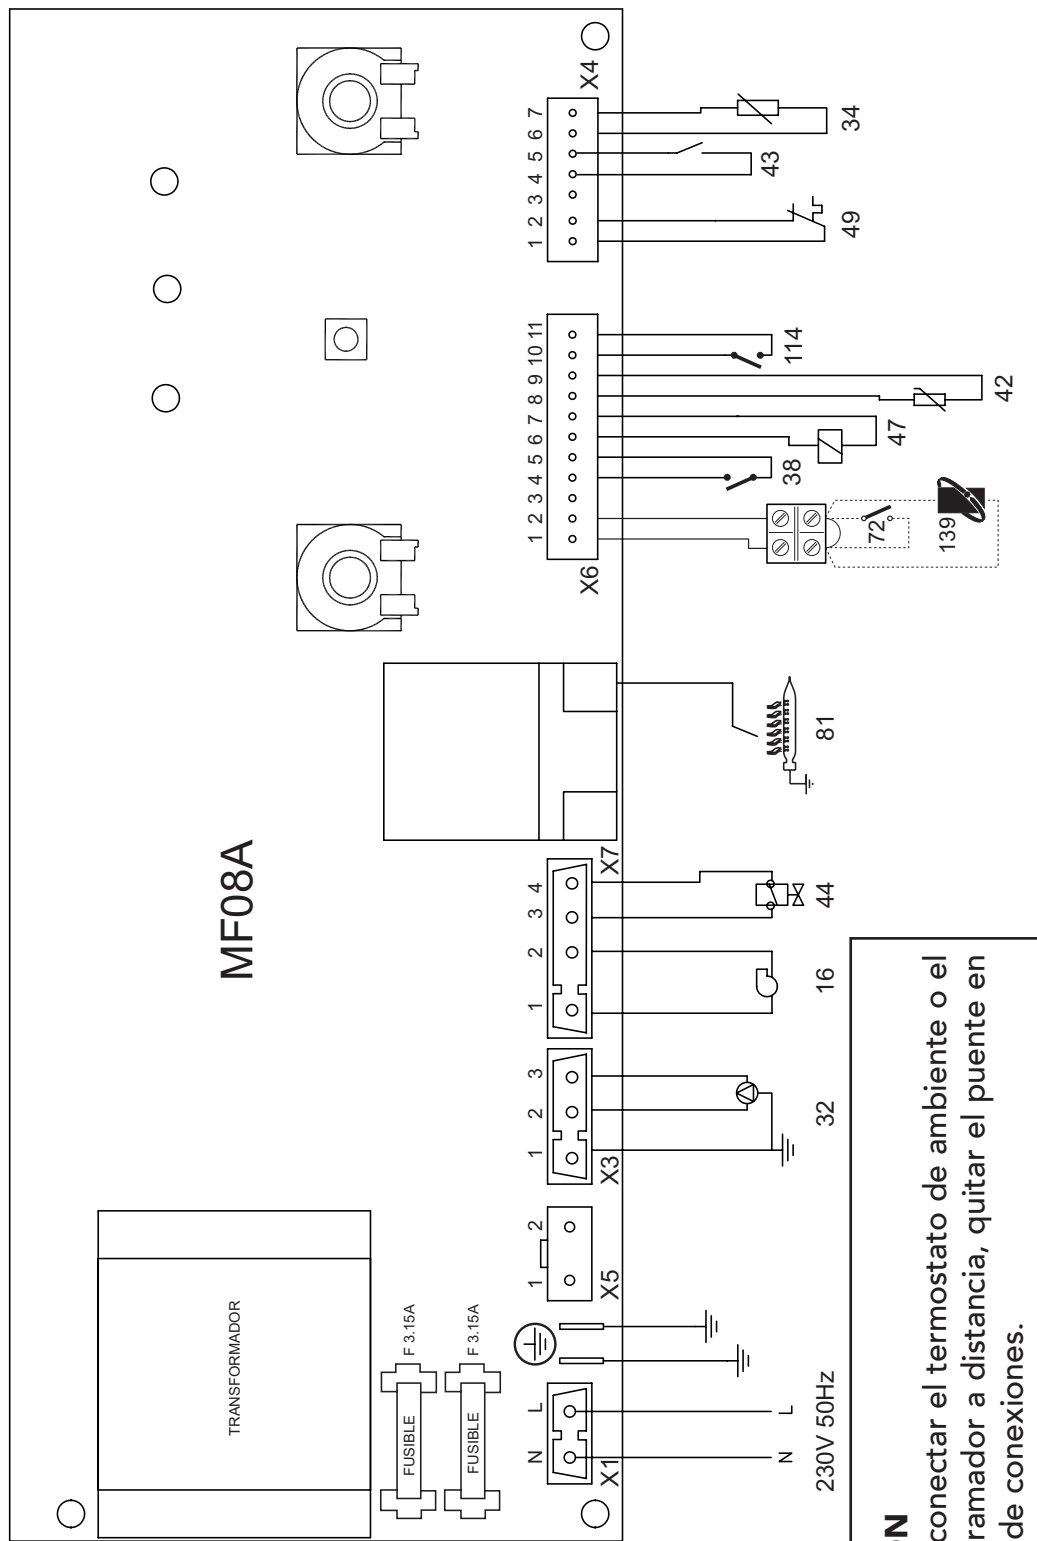 MF08A
TRANSFORMADOR
FUSIBLE
F 3.15A
FUSIBLE
F 3.15A
N L
X1
N L
230V 50Hz
1 2
X5
1 2 3
X3
32
1 2 3 4
X7
16
44
81
1 2 3 4 5 6 7 8 9 10 11
X6
72
139
38
47
42
114
1 2 3 4 5 6 7
X4
49
43
34
ÓN
conectar el termostato de ambiente o el
ramador a distancia, quitar el puente en
de conexiones.